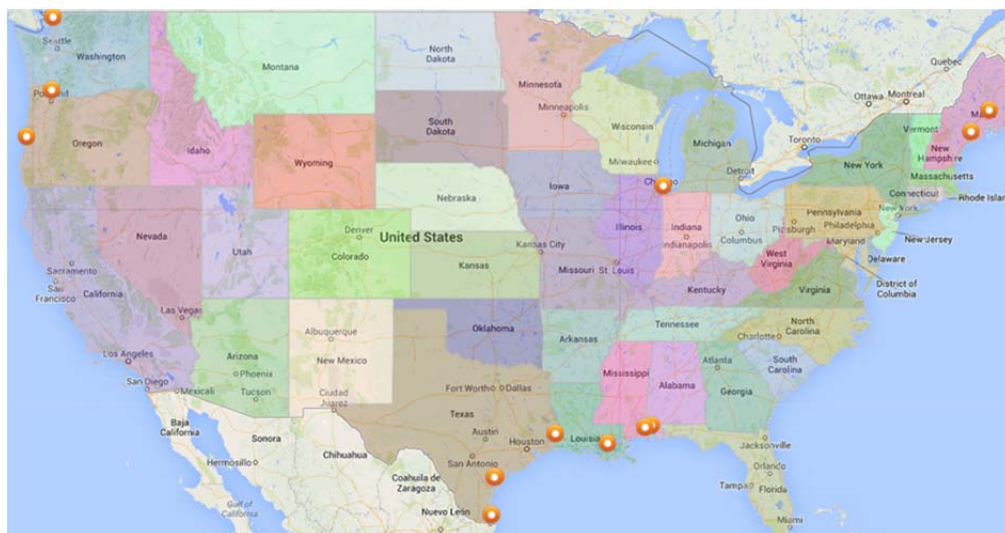 Seattle
Washington
Montana
North
Dakota
Minnesota
Minneapolis
Quebec
Ottawa
Montreal
Oregon
Idaho
Wyoming
South
Dakota
Wisconsin
Milwaukee
Michigan
Detroit
Toronto
Vermont
New
Hampshire
New York
Massachusetts
Connecticut
Rhode Islan
Nebraska
Iowa
Illinois
Indiana
Indianapolis
Ohio
Columbus
Pennsylvania
Pittsburgh
Philadelphia
New York
New Jersey
Maryland
Delaware
District of
Columbia
Nevada
Utah
Denver
Colorado
United States
Kansas
Kansas City
Missouri
St. Louis
West
Virginia
Virginia
Kentucky
Sacramento
San
Francisco
California
Las Vegas
Los Angeles
San Diego
Mexicali
Arizona
Phoenix
Tucson
Albuquerque
New Mexico
Ciudad
Juarez
Oklahoma
Arkansas
Tennessee
North
Carolina
Charlotte
South
Carolina
Atlanta
Georgia
Mississippi
Alabama
Fort Worth
Dallas
Texas
Austin
Houston
San Antonio
Louisia
Jacksonville
Orlando
Tampa
Florida
Miami
Baja
California
Sonora
Hermosillo
Gulf of
California
Chihuahua
Coahuila de
Zaragoza
Nuevo León